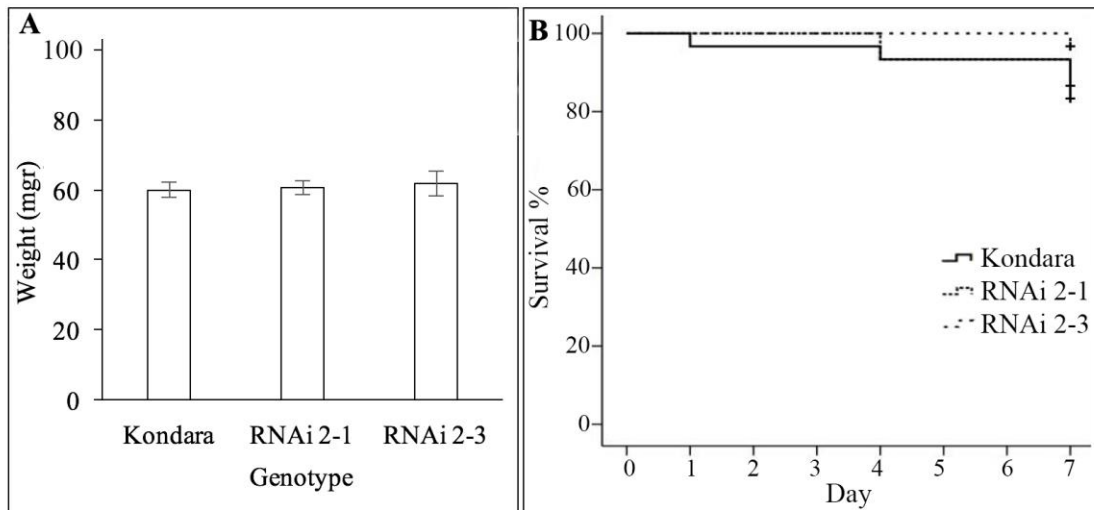 A
100
80
60
40
20
0
Weight (mgr)
Kondara RNAi 2-1 RNAi 2-3
Genotype
B
100
80
60
40
20
0
Survival %
Kondara
RNAi 2-1
RNAi 2-3
0 1 2 3 4 5 6 7
Day